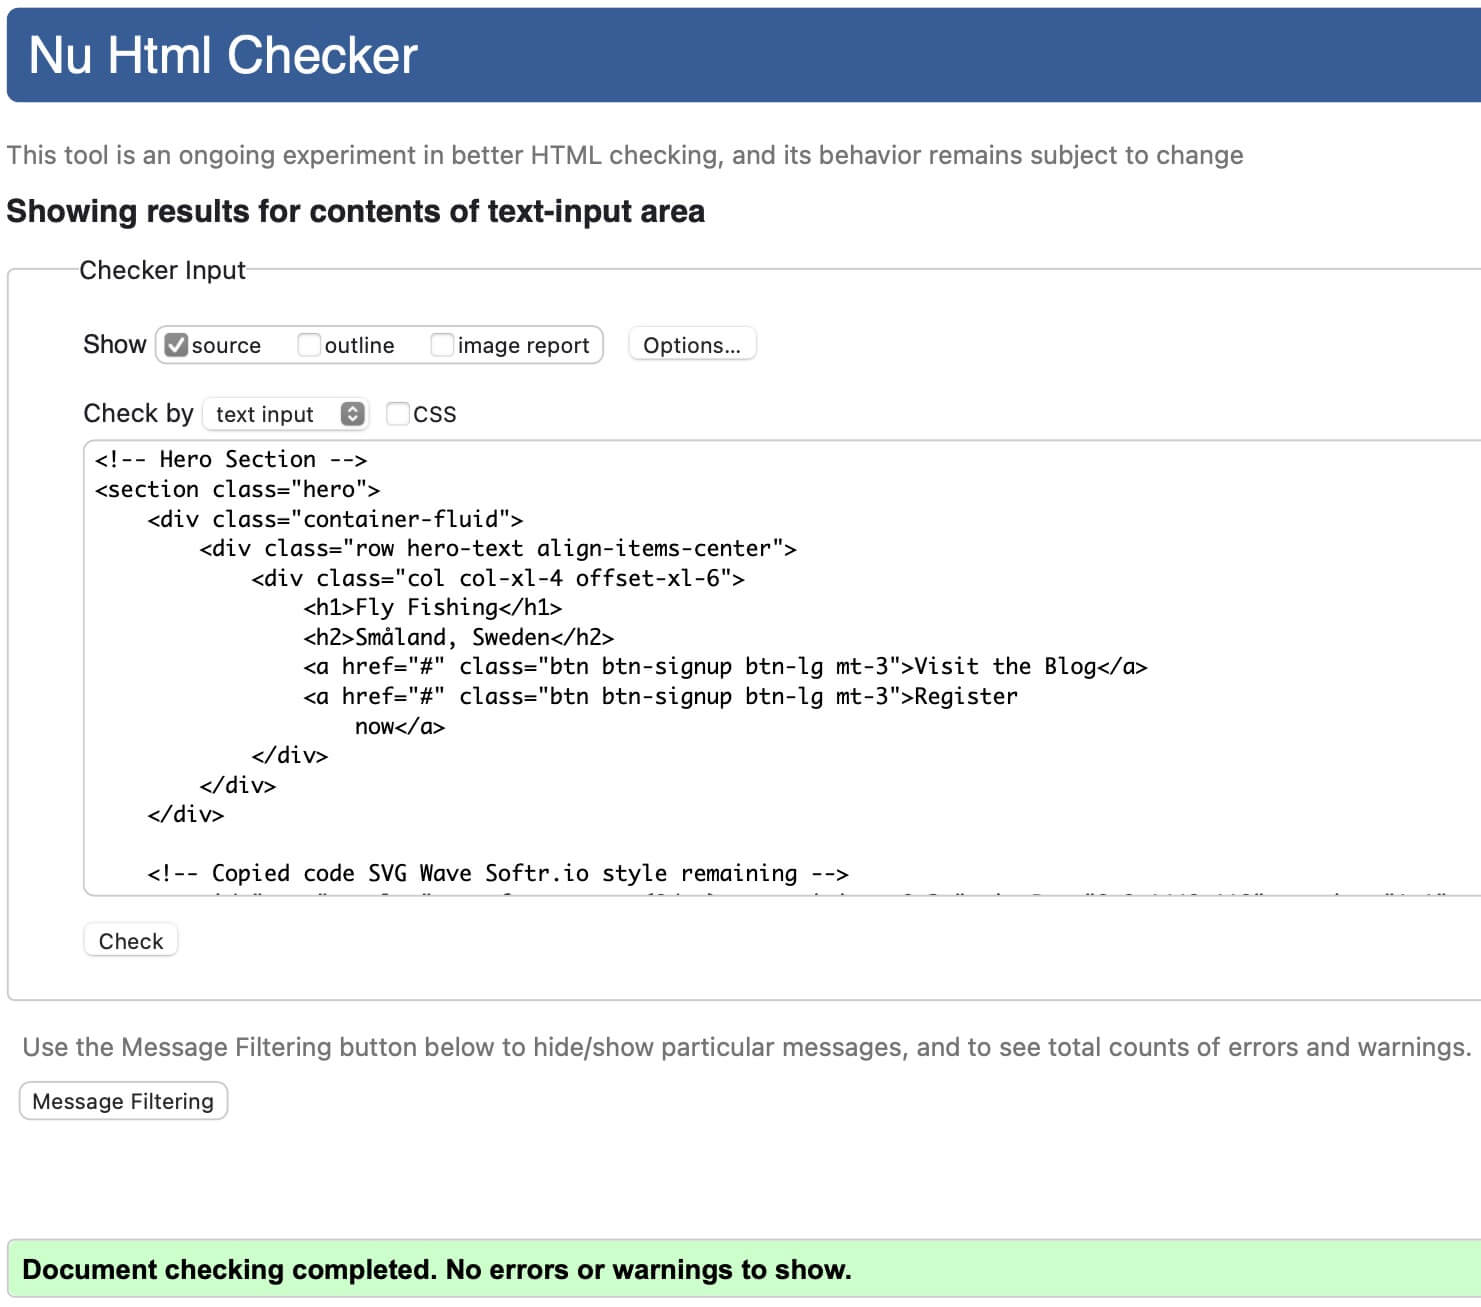 Nu Html Checker
This tool is an ongoing experiment in better HTML checking, and its behavior remains subject to change
Showing results for contents of text-input area
Checker Input
Show source outline image report Options...
Check by text input CSS
<!-- Hero Section -->
<section class="hero">
    <div class="container-fluid">
        <div class="row hero-text align-items-center">
            <div class="col col-xl-4 offset-xl-6">
                <h1>Fly Fishing</h1>
                <h2>Småland, Sweden</h2>
                <a href="#" class="btn btn-signup btn-lg mt-3">Visit the Blog</a>
                <a href="#" class="btn btn-signup btn-lg mt-3">Register
                    now</a>
            </div>
        </div>
    </div>
    <!-- Copied code SVG Wave Softr.io style remaining -->
Check
Use the Message Filtering button below to hide/show particular messages, and to see total counts of errors and warnings.
Message Filtering
Document checking completed. No errors or warnings to show.